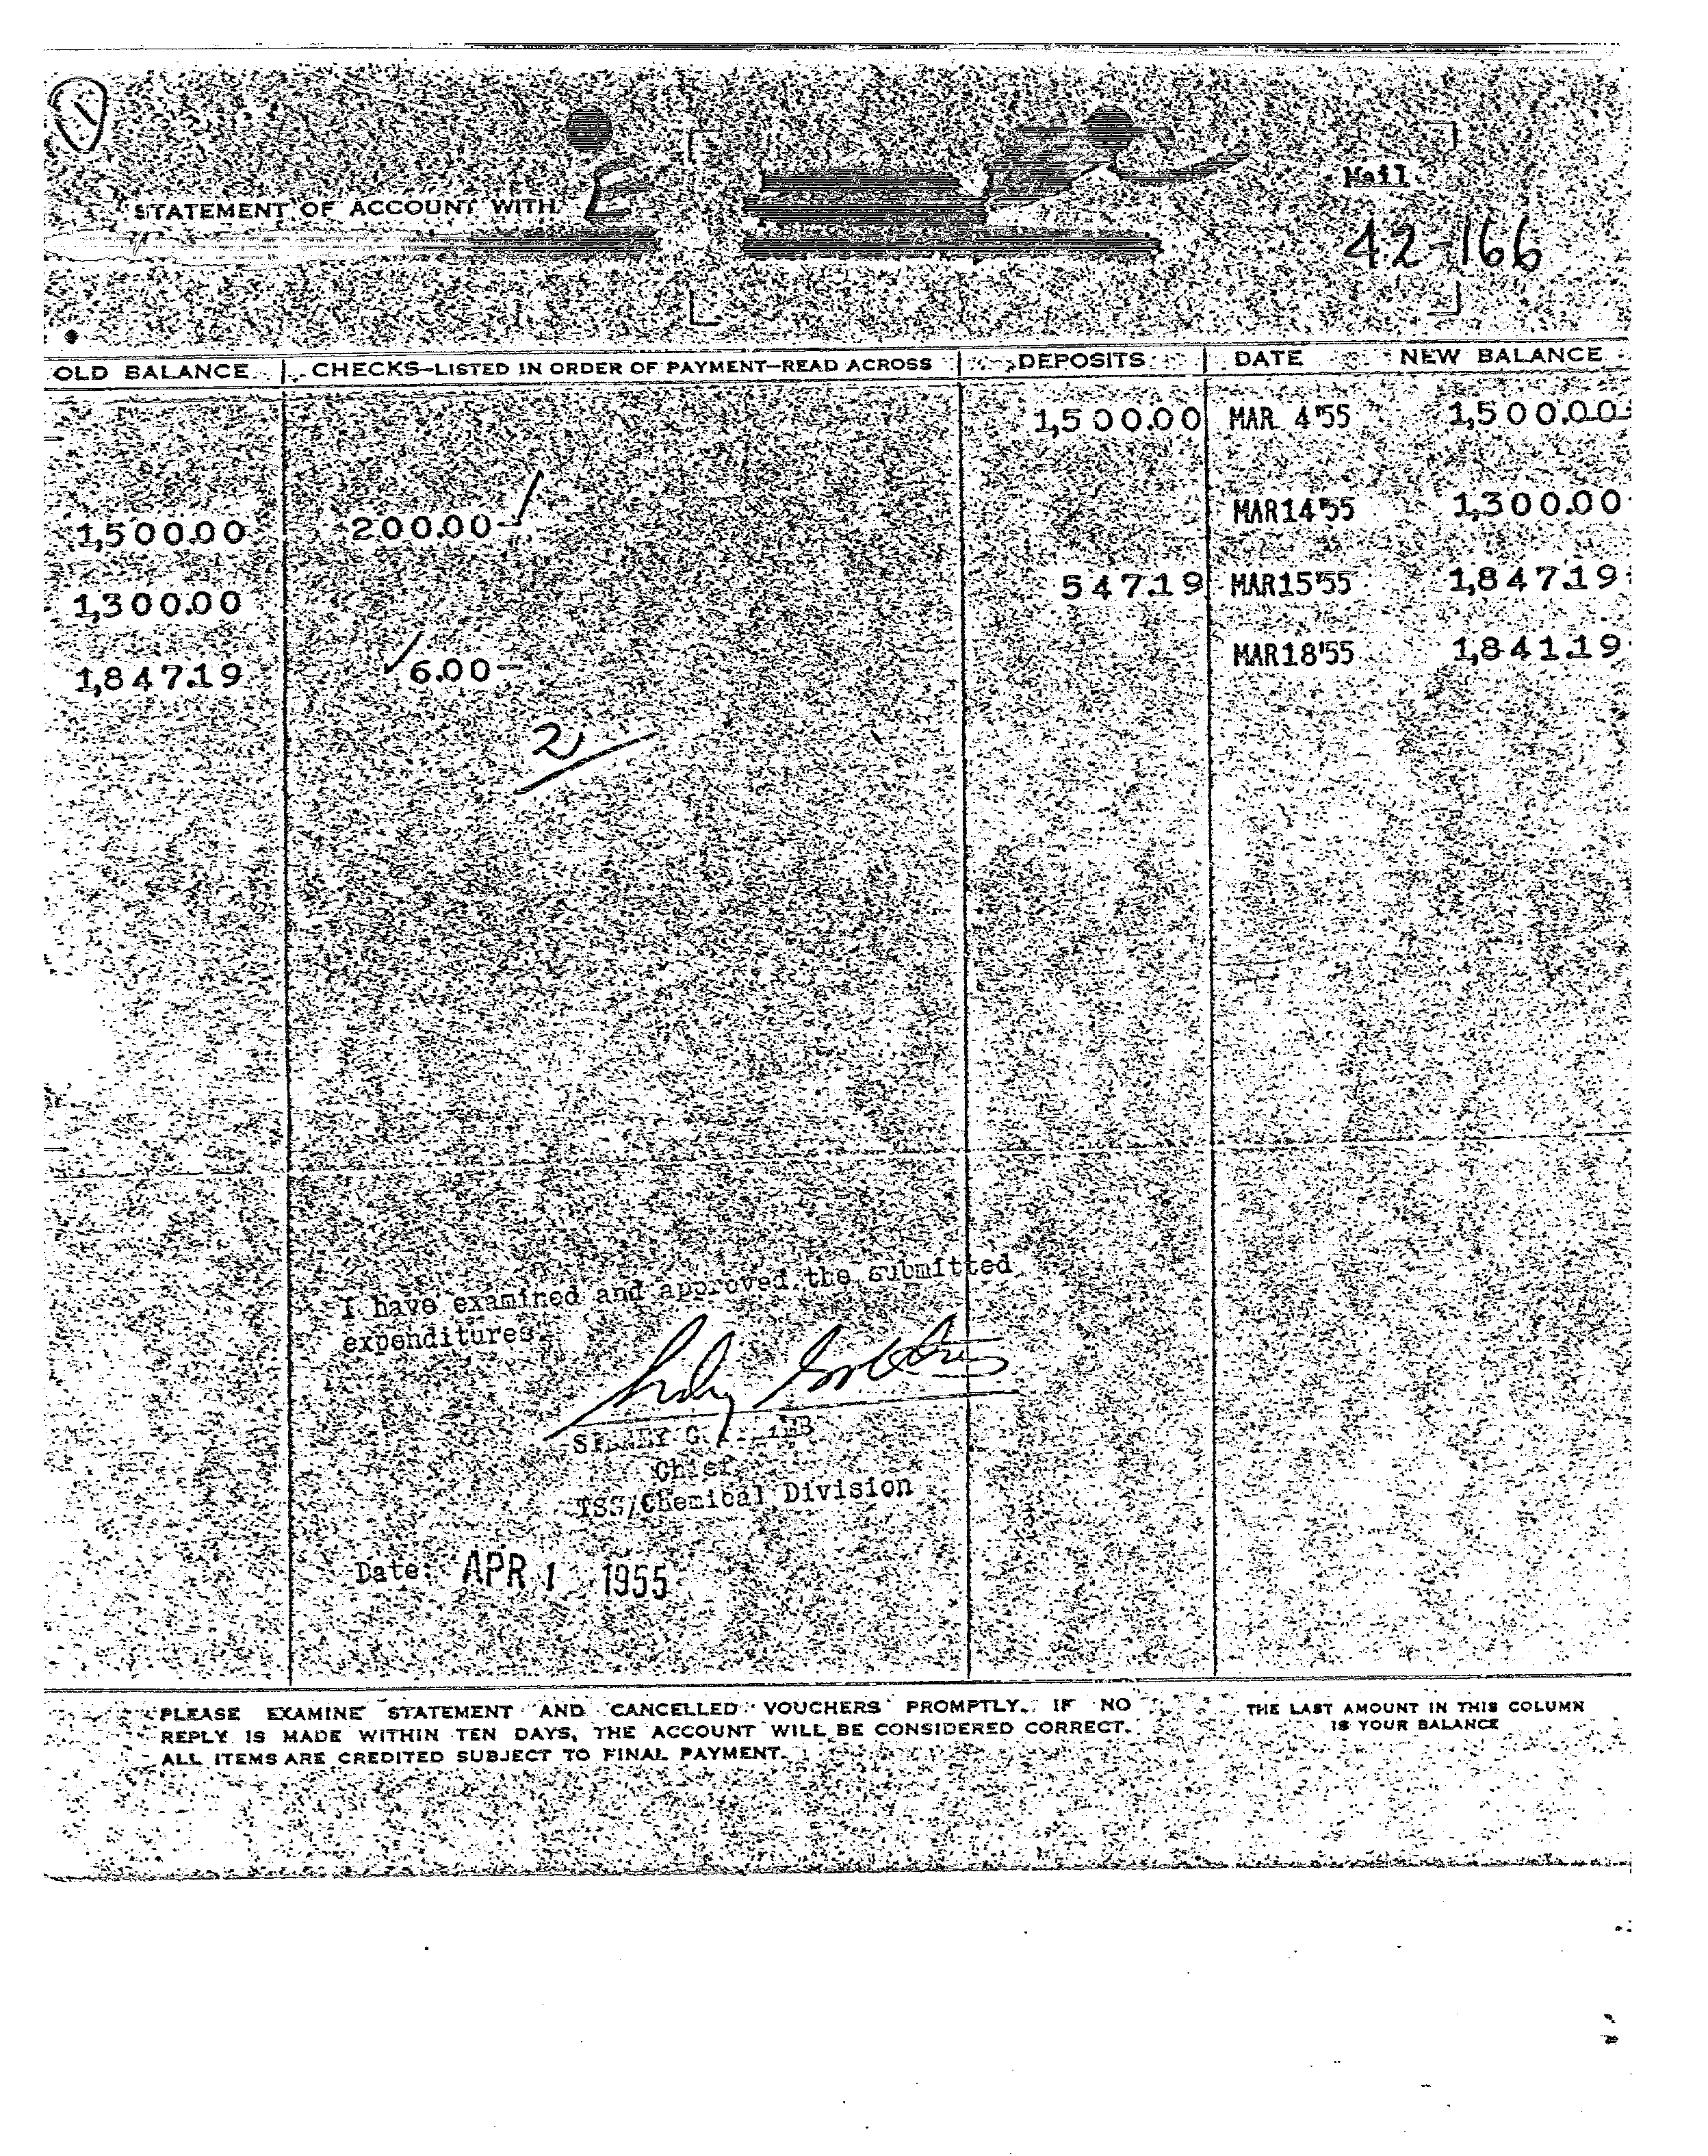 STATEMENT OF ACCOUNT WITH
E
Mail
42-166
OLD BALANCE CHECKS—LISTED IN ORDER OF PAYMENT—READ ACROSS DEPOSITS DATE NEW BALANCE
1,500.00 MAR 4'55 1,500.00
1,500.00 200.00- MAR14'55 1,300.00
1,300.00 547.19 MAR15'55 1,847.19
1,847.19 6.00- MAR18'55 1,841.19
2
I have examined and approved the submitted
expenditures.
Chief
TSS/Chemical Division
Date: APR 1 1955
PLEASE EXAMINE STATEMENT AND CANCELLED VOUCHERS PROMPTLY. IF NO
REPLY IS MADE WITHIN TEN DAYS, THE ACCOUNT WILL BE CONSIDERED CORRECT.
ALL ITEMS ARE CREDITED SUBJECT TO FINAL PAYMENT.
THE LAST AMOUNT IN THIS COLUMN
IS YOUR BALANCE